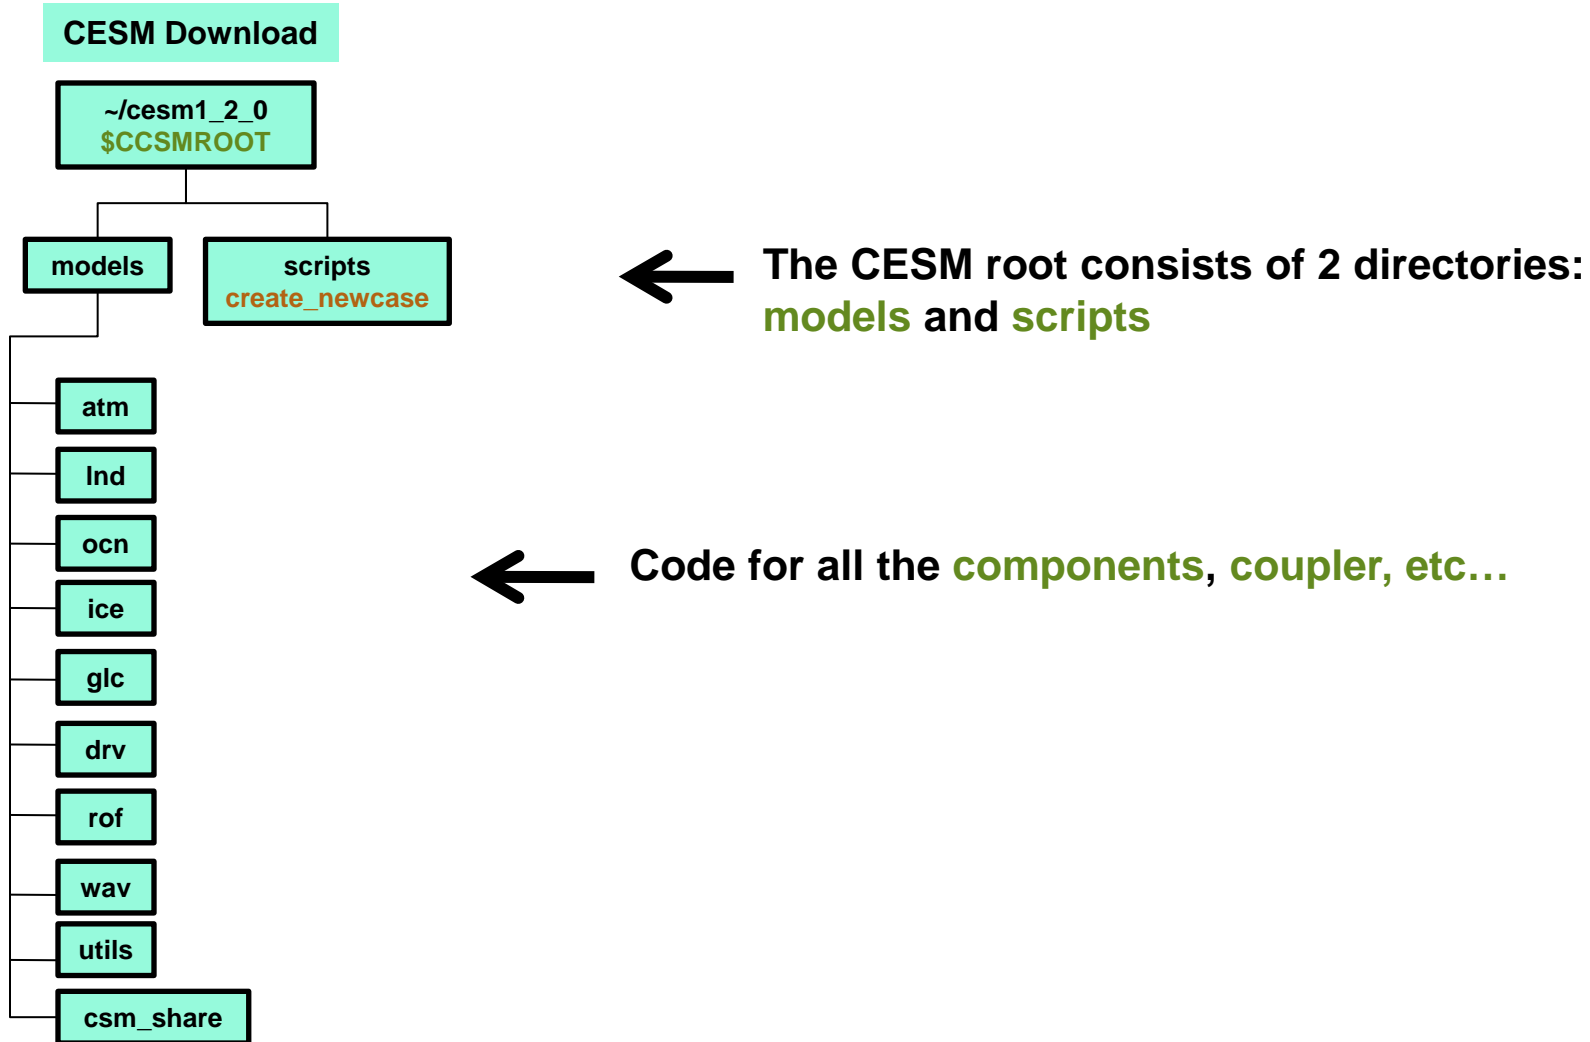 CESM Download
~/cesm1_2_0
$CCSMROOT
models
scripts
create_newcase
The CESM root consists of 2 directories:
models and scripts
atm
lnd
ocn
ice
glc
drv
rof
wav
utils
csm_share
Code for all the components, coupler, etc…